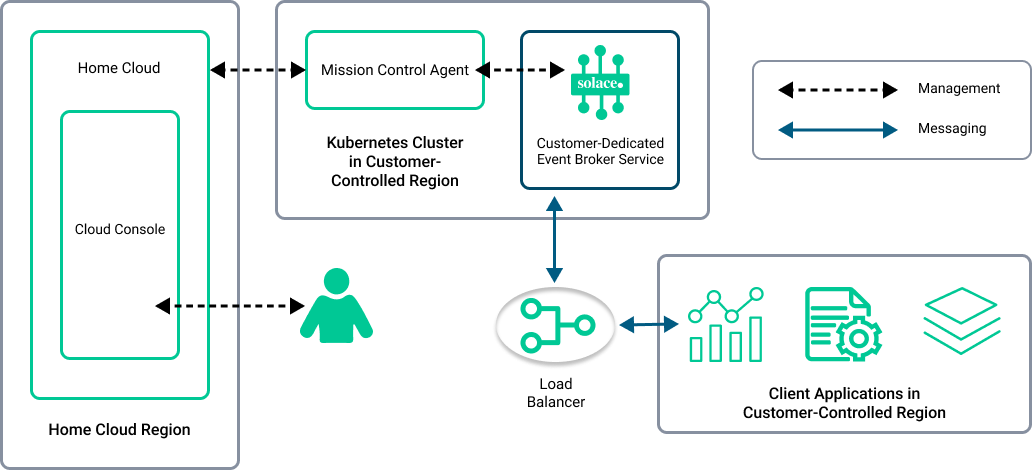 Home Cloud
Cloud Console
Home Cloud Region
Mission Control Agent
Kubernetes Cluster
in Customer-
Controlled Region
solace.
Customer-Dedicated
Event Broker Service
Management
Messaging
Load
Balancer
Client Applications in
Customer-Controlled Region